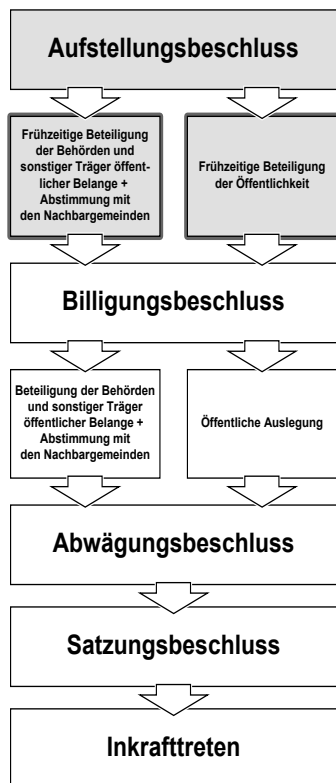 Aufstellungsbeschluss
Frühzeitige Beteiligung
der Behörden und
sonstiger Träger öffent-
licher Belange +
Abstimmung mit
den Nachbargemeinden
Frühzeitige Beteiligung
der Öffentlichkeit
Billigungsbeschluss
Beteiligung der Behörden
und sonstiger Träger
öffentlicher Belange +
Abstimmung mit
den Nachbargemeinden
Öffentliche Auslegung
Abwägungsbeschluss
Satzungsbeschluss
Inkrafttreten